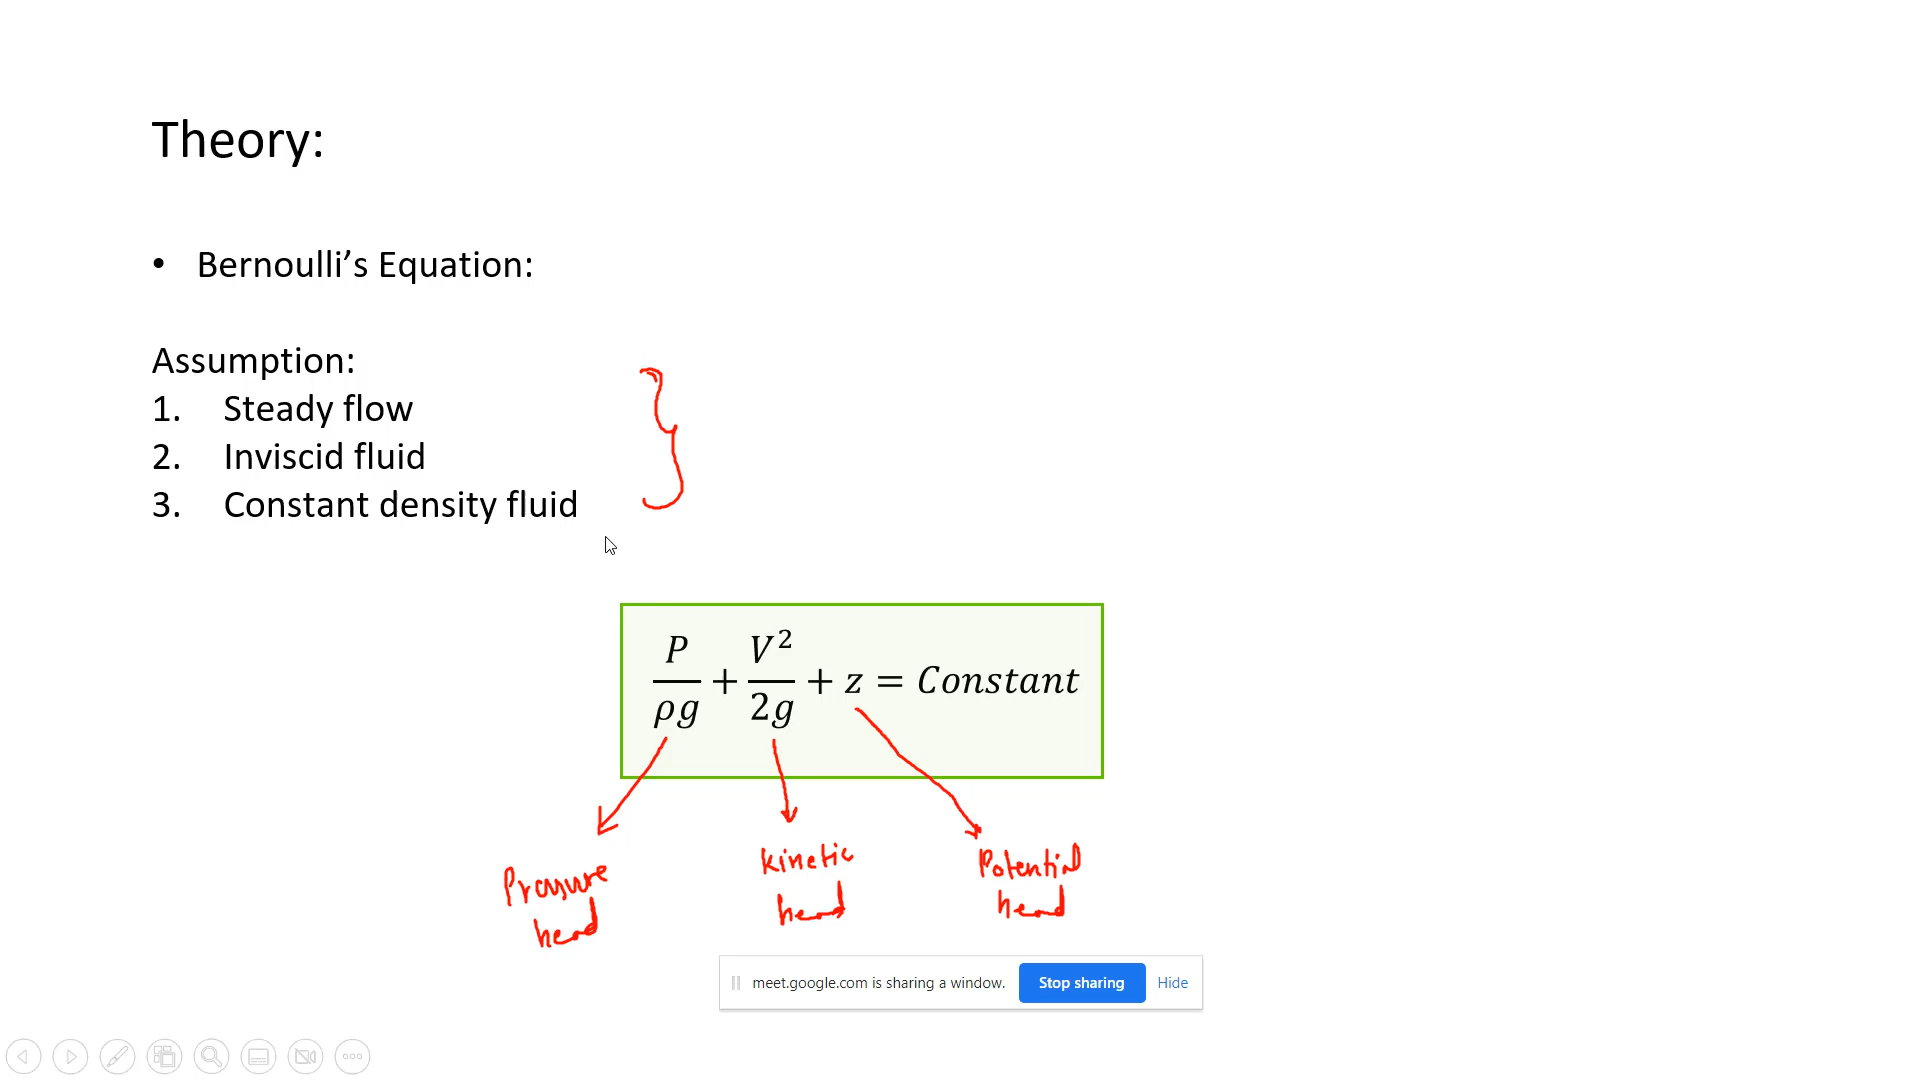 Theory:
• Bernoulli’s Equation:
Assumption:
1. Steady flow
2. Inviscid fluid
3. Constant density fluid
P/ρg + V²/2g + z = Constant
Pressure head
Kinetic head
Potential head
meet.google.com is sharing a window. Stop sharing Hide